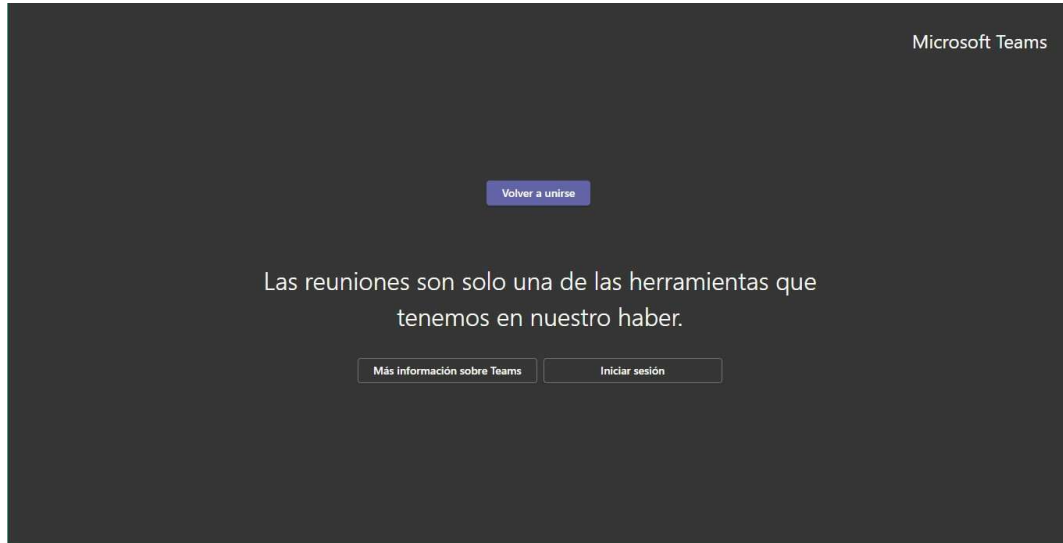 Microsoft Teams
Volver a unirse
Las reuniones son solo una de las herramientas que
tenemos en nuestro haber.
Más información sobre Teams
Iniciar sesión